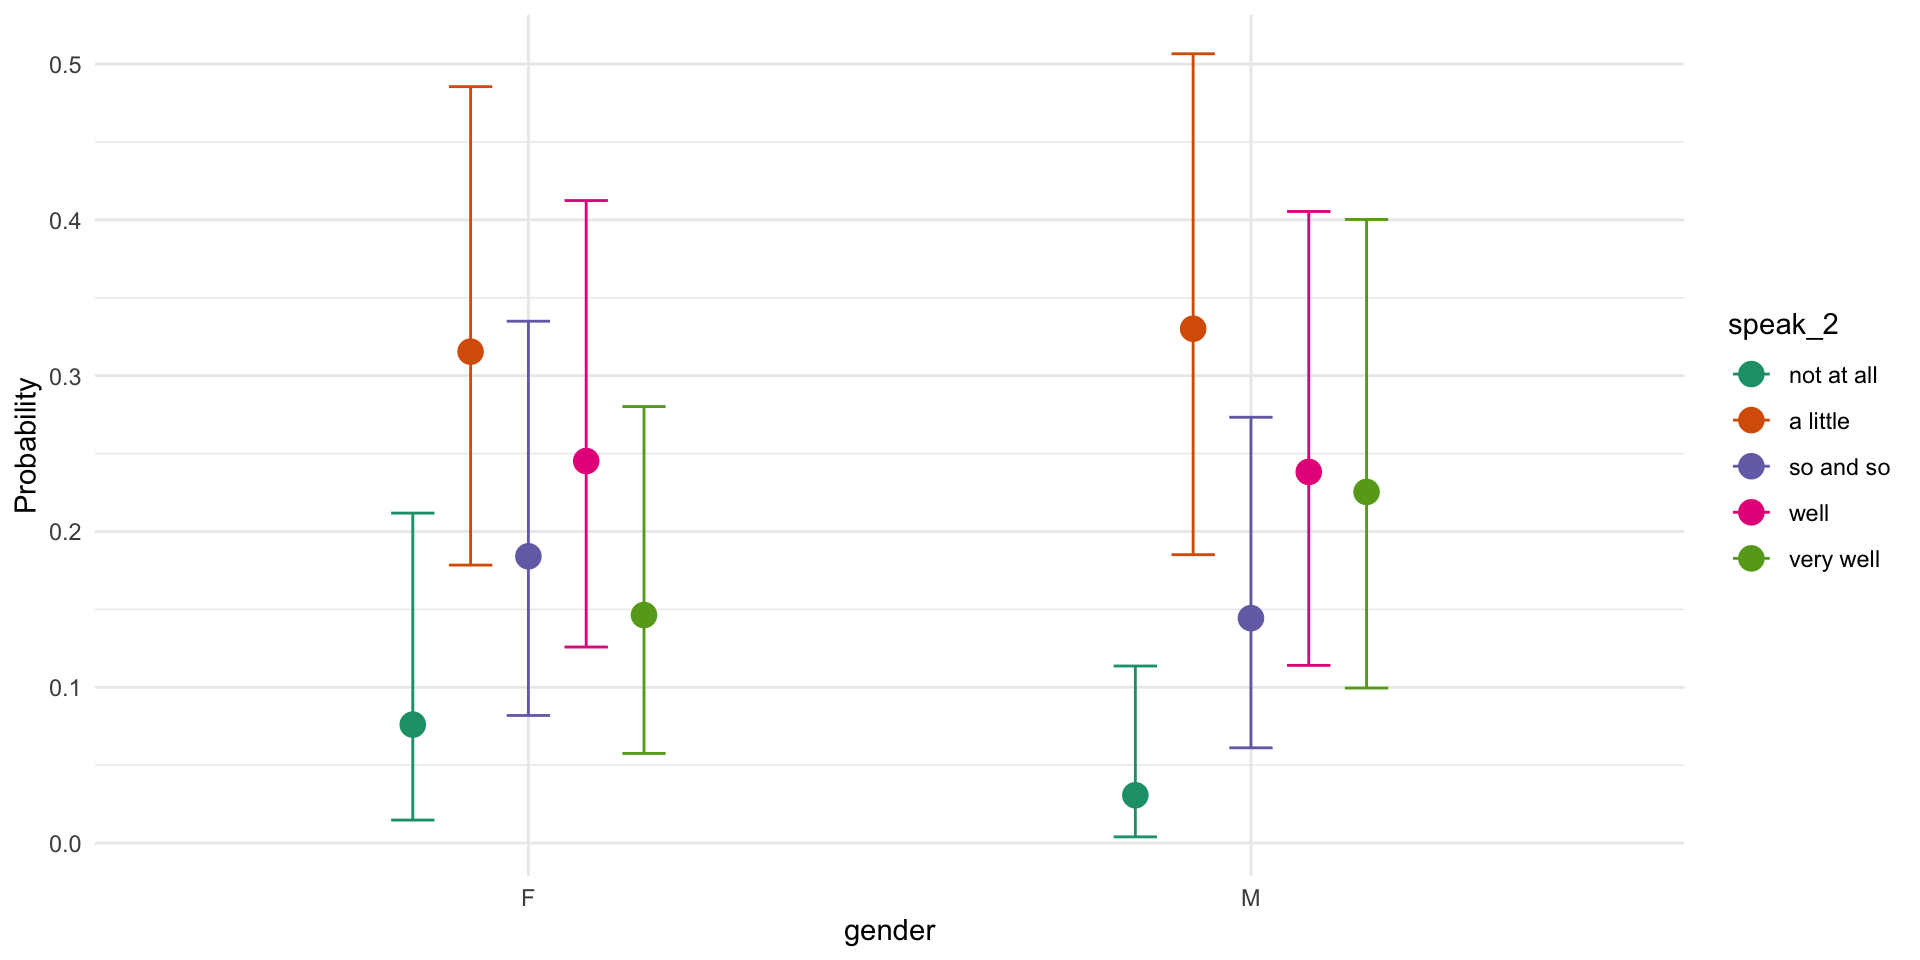 0.5
0.4
0.3
0.2
0.1
0.0
Probability
F
M
gender
speak_2
not at all
a little
so and so
well
very well